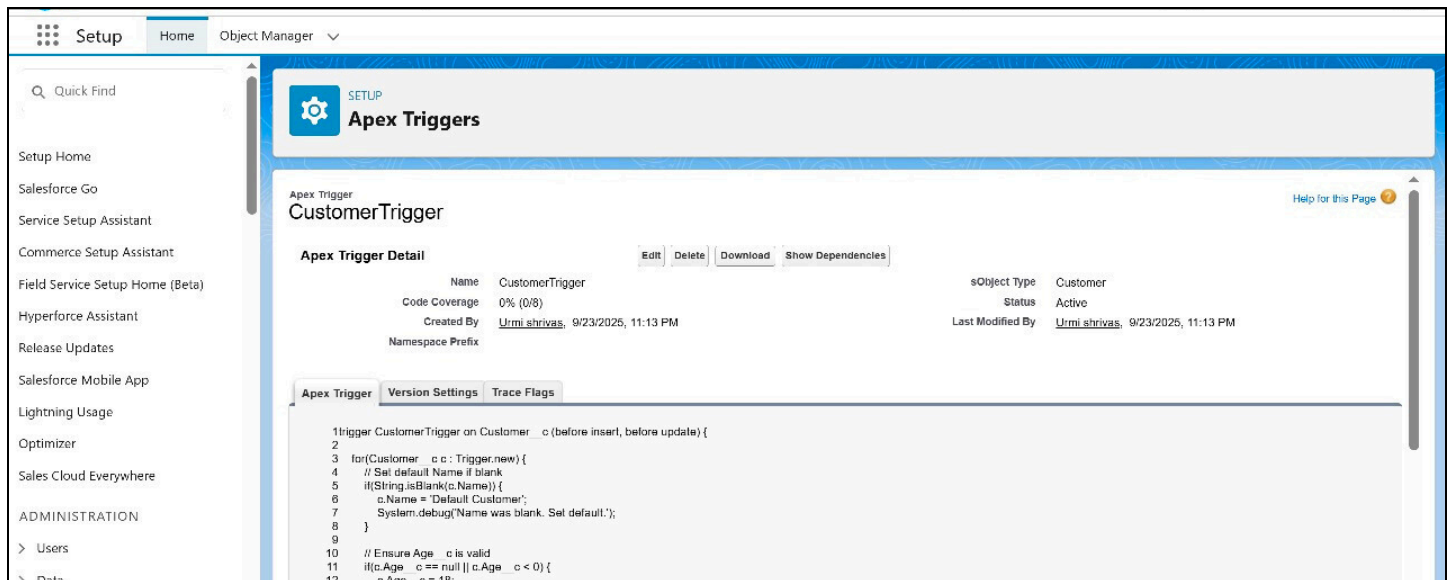 Setup Home Object Manager
Quick Find
Setup Home
Salesforce Go
Service Setup Assistant
Commerce Setup Assistant
Field Service Setup Home (Beta)
Hyperforce Assistant
Release Updates
Salesforce Mobile App
Lightning Usage
Optimizer
Sales Cloud Everywhere
ADMINISTRATION
Users
Data
SETUP
Apex Triggers
Apex Trigger
CustomerTrigger
Help for this Page
Apex Trigger Detail Edit Delete Download Show Dependencies
Name CustomerTrigger sObject Type Customer
Code Coverage 0% (0/8) Status Active
Created By Urmi shrivas, 9/23/2025, 11:13 PM Last Modified By Urmi shrivas, 9/23/2025, 11:13 PM
Namespace Prefix
Apex Trigger Version Settings Trace Flags
1trigger CustomerTrigger on Customer__c (before insert, before update) {
2
3 for(Customer__c c : Trigger.new) {
4 // Set default Name if blank
5 if(String.isBlank(c.Name)) {
6 c.Name = 'Default Customer';
7 System.debug('Name was blank. Set default.');
8 }
9
10 // Ensure Age__c is valid
11 if(c.Age__c == null || c.Age__c < 0) {
12 c.Age__c = 18;